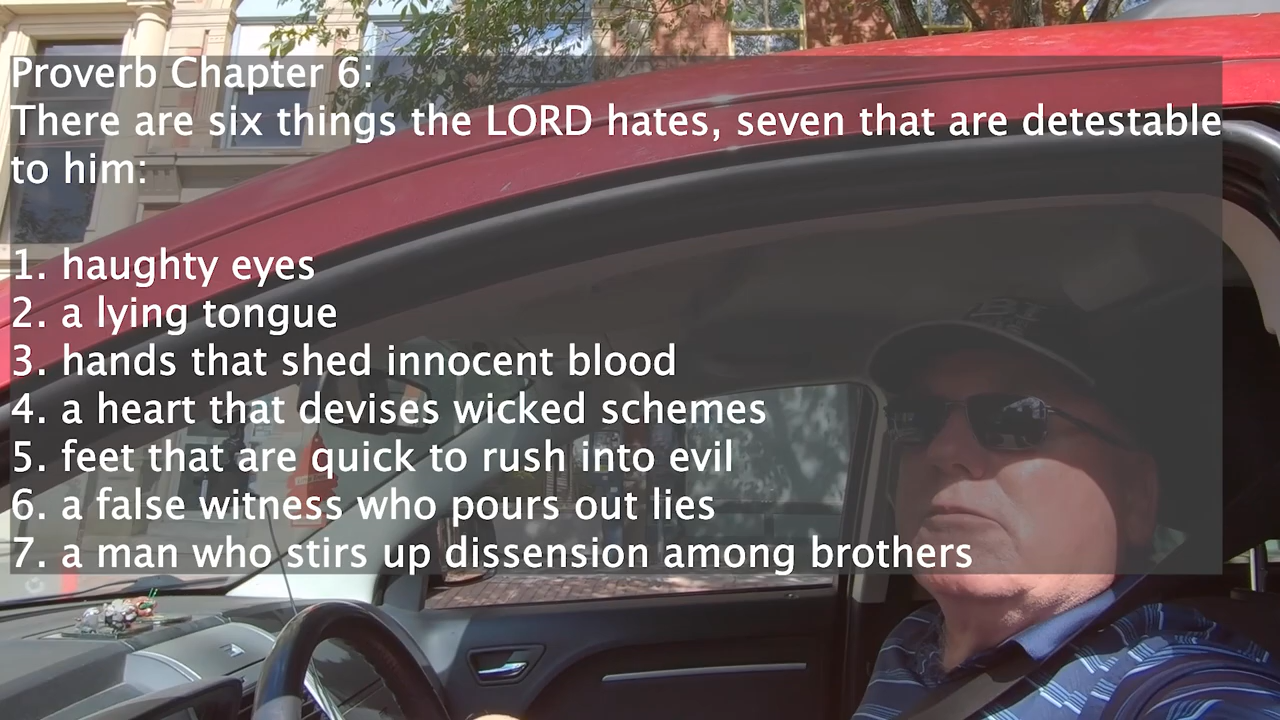 Proverb Chapter 6:
There are six things the LORD hates, seven that are detestable
to him:
1. haughty eyes
2. a lying tongue
3. hands that shed innocent blood
4. a heart that devises wicked schemes
5. feet that are quick to rush into evil
6. a false witness who pours out lies
7. a man who stirs up dissension among brothers